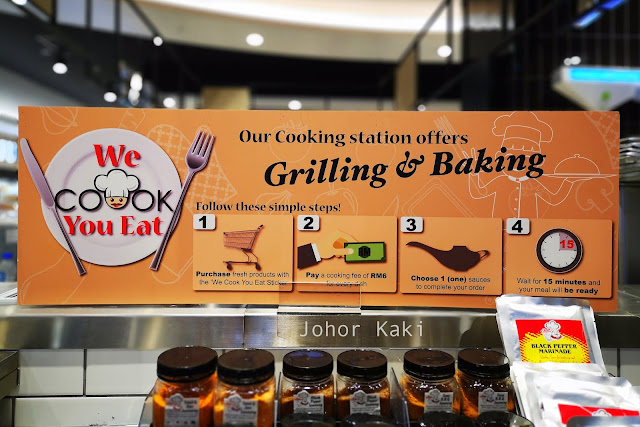 We
COOK
You Eat
Our Cooking station offers
Grilling & Baking
Follow these simple steps!
1
Purchase fresh products with
the 'We Cook You Eat Sticker
2
Pay a cooking fee of RM6
for every dish
3
Choose 1 (one) sauces
to complete your order
4
15
Wait for 15 minutes and
your meal will be ready
Johor Kaki
BLACK PEPPER
MARINADE